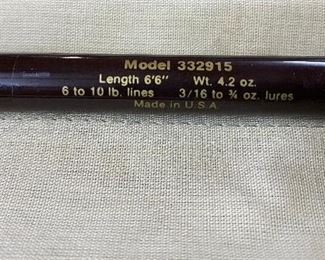 Model 332915
Length 6'6" Wt. 4.2 oz.
6 to 10 lb. lines 3/16 to ¾ oz. lures
Made in U.S.A.